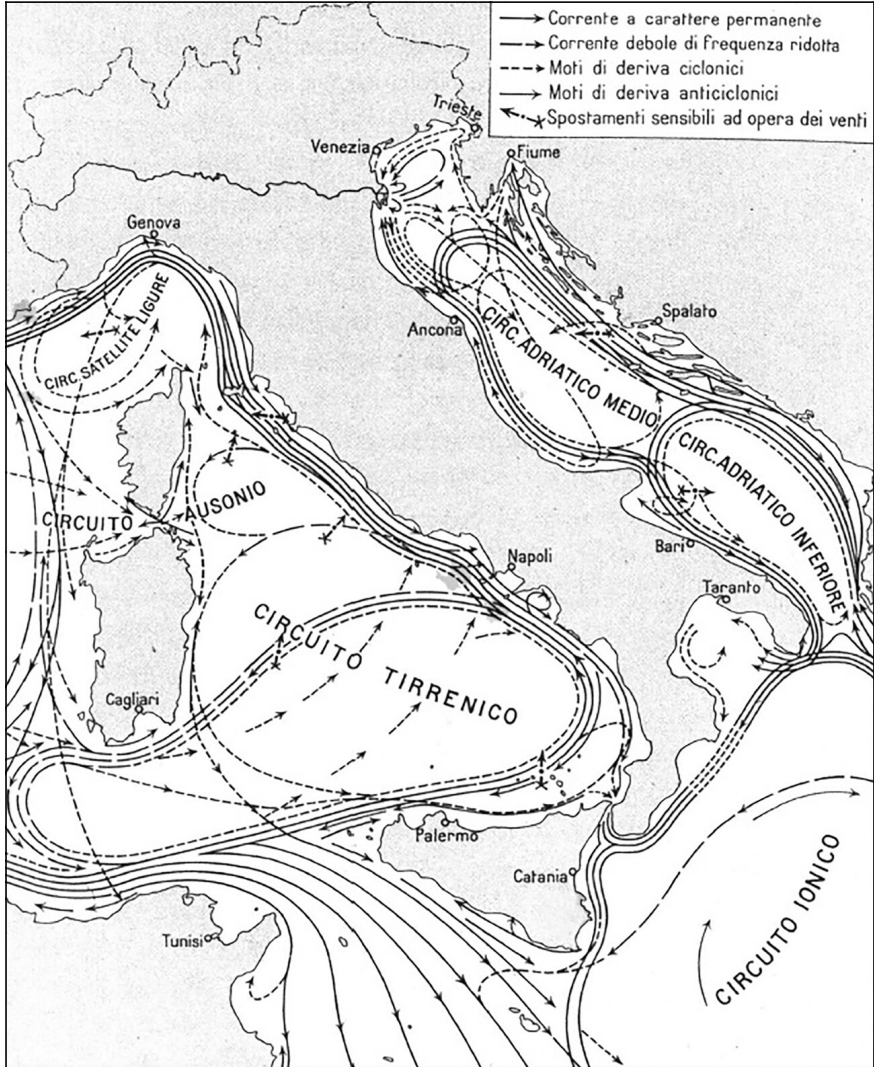 Corrente a carattere permanente
Corrente debole di frequenza ridotta
Moti di deriva ciclonici
Moti di deriva anticiclonici
Spostamenti sensibili ad opera dei venti
Trieste
Venezia
Fiume
Genova
CIRC. SATELLITE LIGURE
Ancona
Spalato
CIRC. ADRIATICO MEDIO
CIRC. ADRIATICO INFERIORE
CIRCUITO AUSONIO
Bari
Napoli
Taranto
CIRCUITO TIRRENICO
Cagliari
Palermo
Catania
CIRCUITO IONICO
Tunisi